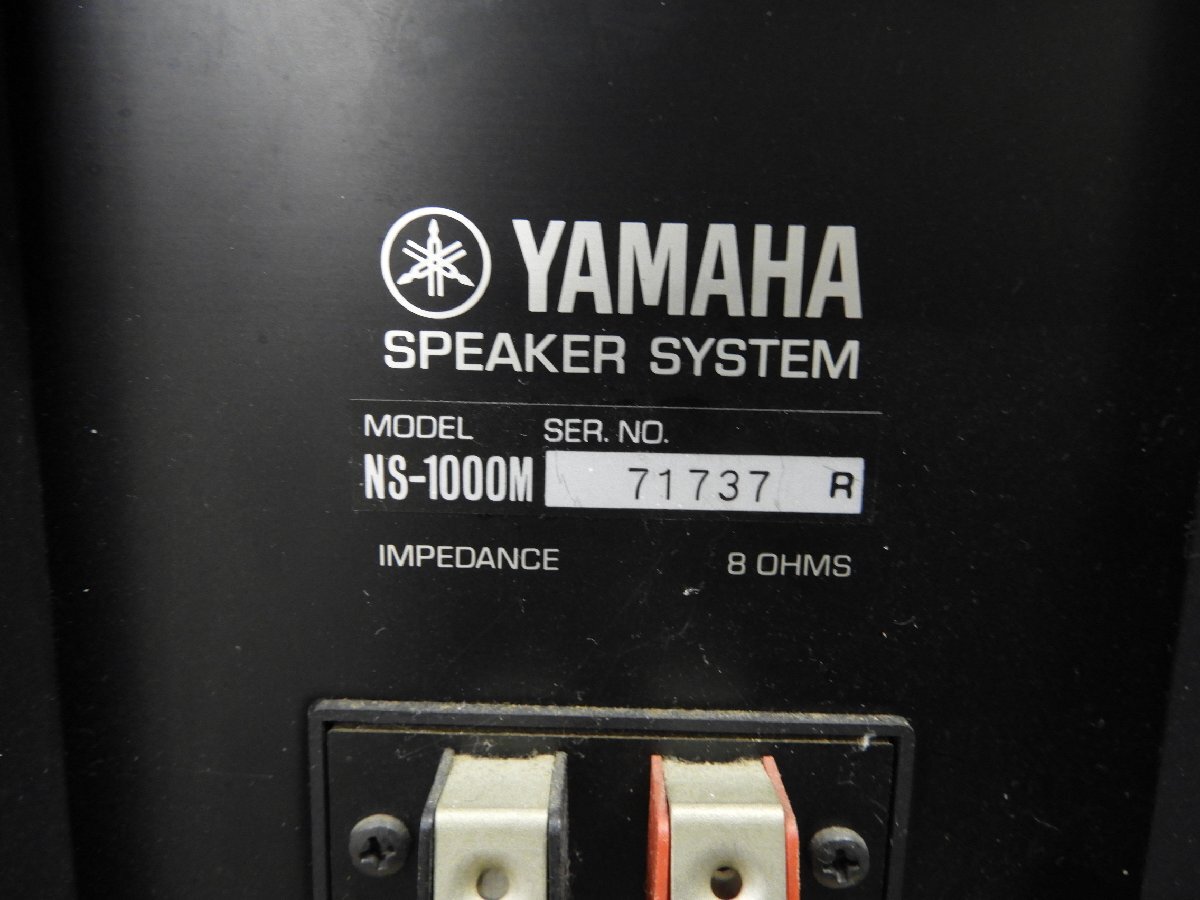 YAMAHA
SPEAKER SYSTEM
MODEL SER. NO.
NS-1000M 71737 R
IMPEDANCE 8 OHMS